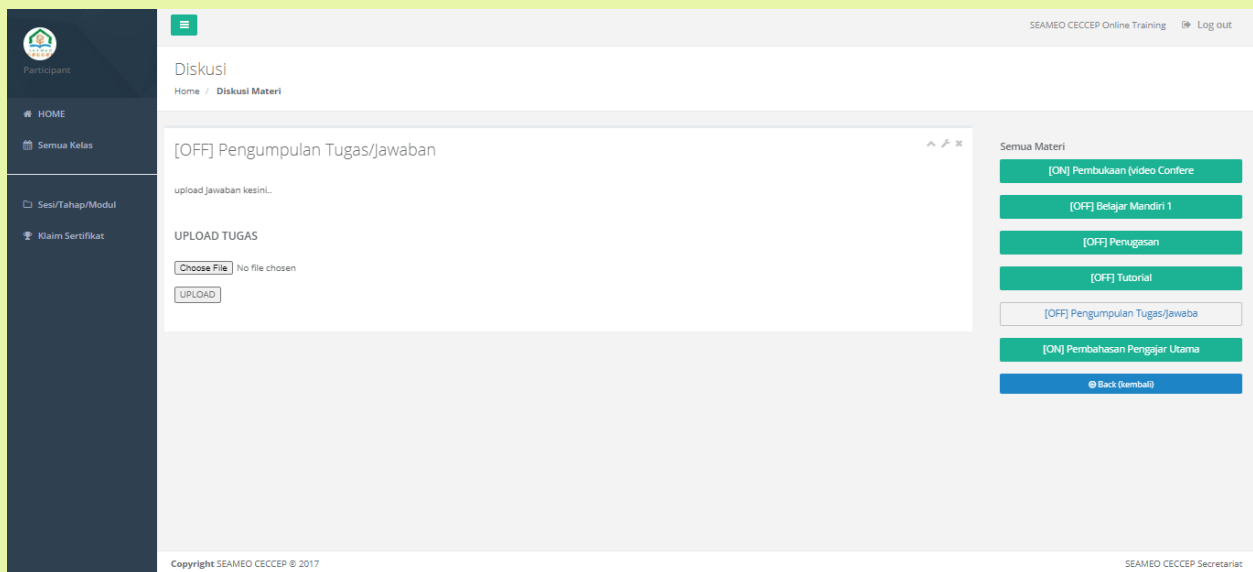 SEAMEO CECCEP Online Training Log out
Participant
HOME
Semua Kelas
Sesi/Tahap/Modul
Klaim Sertifikat
Diskusi
Home / Diskusi Materi
[OFF] Pengumpulan Tugas/Jawaban
upload Jawaban kesini..
UPLOAD TUGAS
Choose File No file chosen
UPLOAD
Semua Materi
[ON] Pembukaan (video Confere
[OFF] Belajar Mandiri 1
[OFF] Penugasan
[OFF] Tutorial
[OFF] Pengumpulan Tugas/Jawaba
[ON] Pembahasan Pengajar Utama
Back (kembali)
Copyright SEAMEO CECCEP © 2017
SEAMEO CECCEP Secretariat